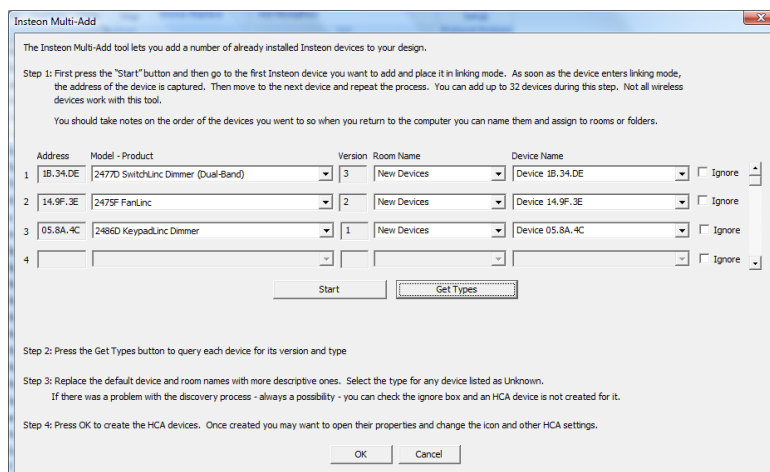 Insteon Multi-Add
The Insteon Multi-Add tool lets you add a number of already installed Insteon devices to your design.
Step 1: First press the "Start" button and then go to the first Insteon device you want to add and place it in linking mode. As soon as the device enters linking mode,
the address of the device is captured. Then move to the next device and repeat the process. You can add up to 32 devices during this step. Not all wireless
devices work with this tool.
You should take notes on the order of the devices you went to so when you return to the computer you can name them and assign to rooms or folders.
Address Model - Product Version Room Name Device Name
1 1B.34.DE 2477D SwitchLinc Dimmer (Dual-Band) 3 New Devices Device 1B.34.DE Ignore
2 14.9F.3E 2475F FanLinc 2 New Devices Device 14.9F.3E Ignore
3 05.8A.4C 2486D KeypadLinc Dimmer 1 New Devices Device 05.8A.4C Ignore
4 Ignore
Start Get Types
Step 2: Press the Get Types button to query each device for its version and type
Step 3: Replace the default device and room names with more descriptive ones. Select the type for any device listed as Unknown.
If there was a problem with the discovery process - always a possibility - you can check the ignore box and an HCA device is not created for it.
Step 4: Press OK to create the HCA devices. Once created you may want to open their properties and change the icon and other HCA settings.
OK Cancel